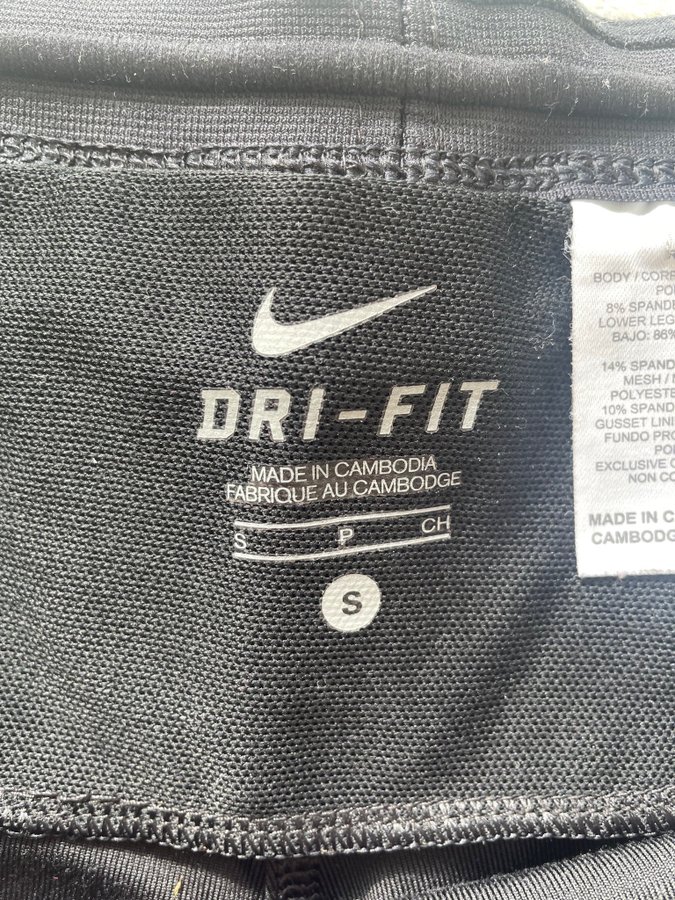 DRI-FIT
MADE IN CAMBODIA
FABRIQUE AU CAMBODGE
S P CH
S
BODY /
8% SPANDE
LOWER LEG
BAJO: 86%
14% SPAND
MESH /
POLYESTE
10% SPAND
GUSSET LINI
FUNDO PRO
EXCLUSIVE
NON CO
MADE IN C
CAMBODG